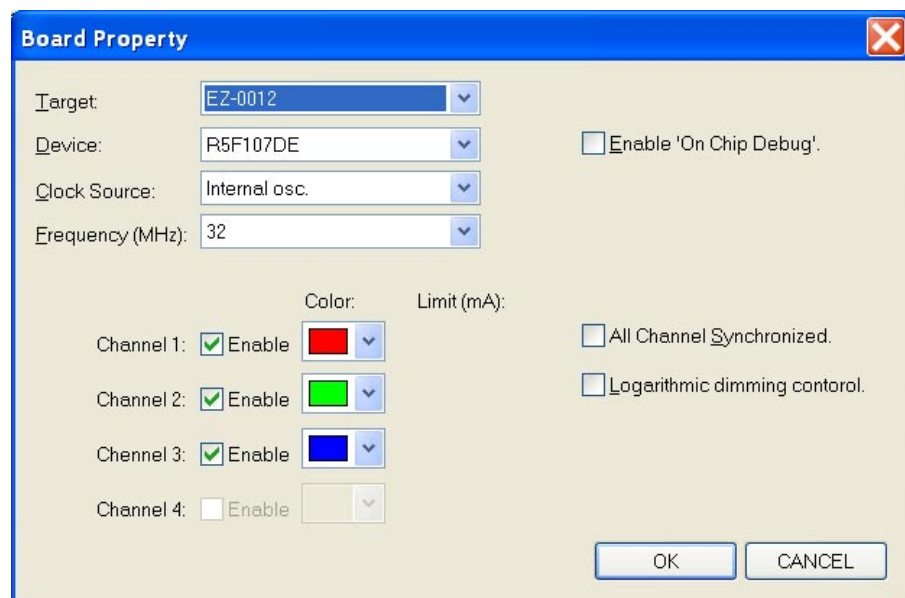 Board Property
Target: EZ-0012
Device: R5F107DE
Enable 'On Chip Debug'.
Clock Source: Internal osc.
Frequency (MHz): 32
Color: Limit (mA):
Channel 1: Enable
All Channel Synchronized.
Channel 2: Enable
Logarithmic dimming contorol.
Chennel 3: Enable
Channel 4: Enable
OK CANCEL